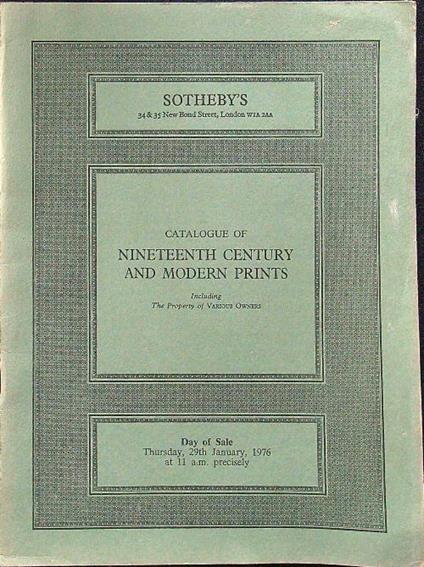 SOTHEBY'S
34 & 35 New Bond Street, London W1A 2AA
CATALOGUE OF
NINETEENTH CENTURY
AND MODERN PRINTS
Including
The Property of VARIOUS OWNERS
Day of Sale
Thursday, 29th January, 1976
at 11 a.m. precisely